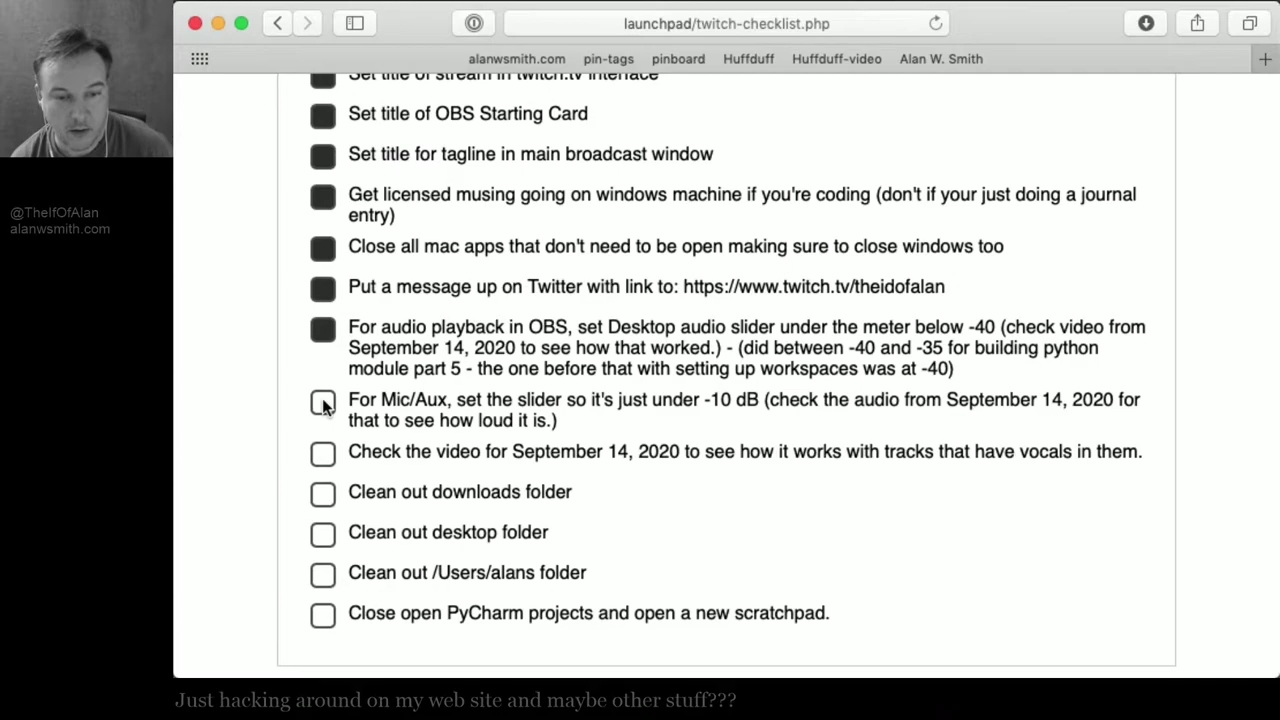 launchpad/twitch-checklist.php
alanwsmith.com pin-tags pinboard Huffduff Huffduff-video Alan W. Smith
Set title of stream in twitch.tv interface
Set title of OBS Starting Card
Set title for tagline in main broadcast window
Get licensed musing going on windows machine if you're coding (don't if your just doing a journal
entry)
Close all mac apps that don't need to be open making sure to close windows too
Put a message up on Twitter with link to: https://www.twitch.tv/theidofalan
For audio playback in OBS, set Desktop audio slider under the meter below -40 (check video from
September 14, 2020 to see how that worked.) - (did between -40 and -35 for building python
module part 5 - the one before that with setting up workspaces was at -40)
For Mic/Aux, set the slider so it's just under -10 dB (check the audio from September 14, 2020 for
that to see how loud it is.)
Check the video for September 14, 2020 to see how it works with tracks that have vocals in them.
Clean out downloads folder
Clean out desktop folder
Clean out /Users/alans folder
Close open PyCharm projects and open a new scratchpad.
@TheIfOfAlan
alanwsmith.com
Just hacking around on my web site and maybe other stuff???